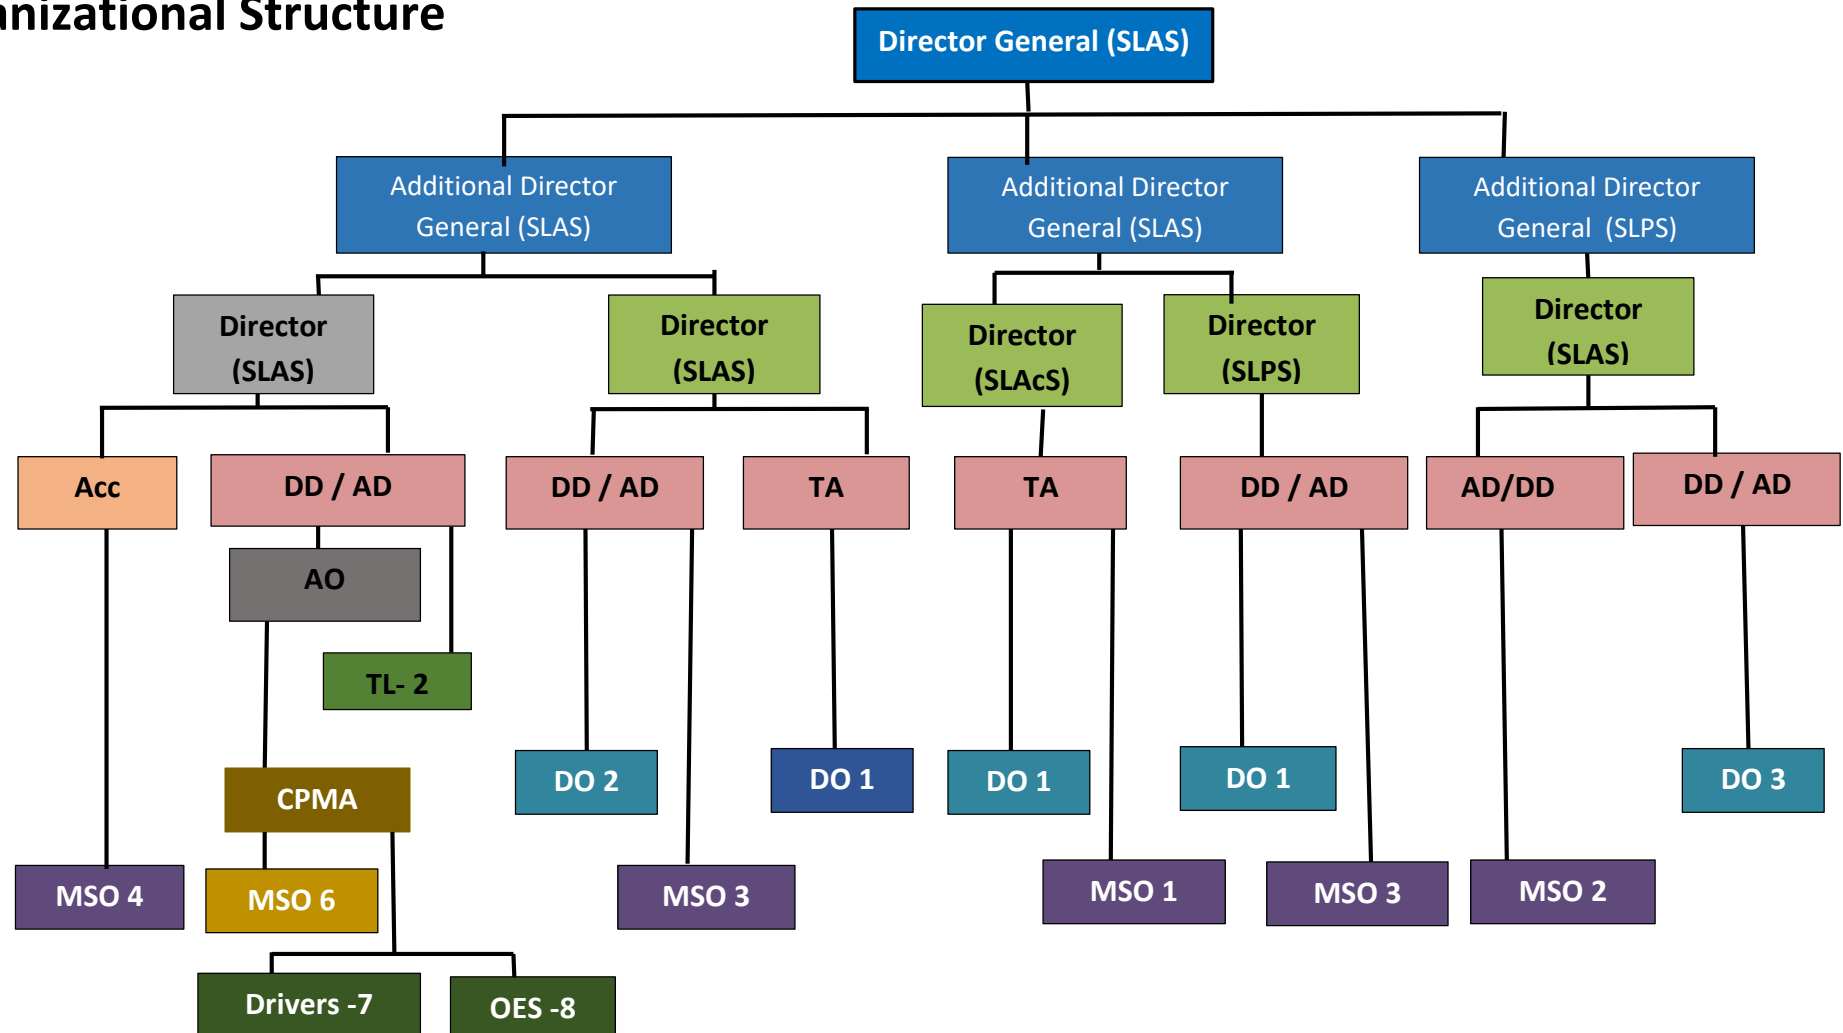 anizational Structure
Director General (SLAS)
Additional Director
General (SLAS)
Additional Director
General (SLAS)
Additional Director
General (SLPS)
Director
(SLAS)
Director
(SLAS)
Director
(SLAcS)
Director
(SLPS)
Director
(SLAS)
Acc
DD / AD
DD / AD
TA
TA
DD / AD
AD/DD
DD / AD
AO
TL- 2
DO 2
DO 1
DO 1
DO 1
DO 3
CPMA
MSO 4
MSO 6
MSO 3
MSO 1
MSO 3
MSO 2
Drivers -7
OES -8